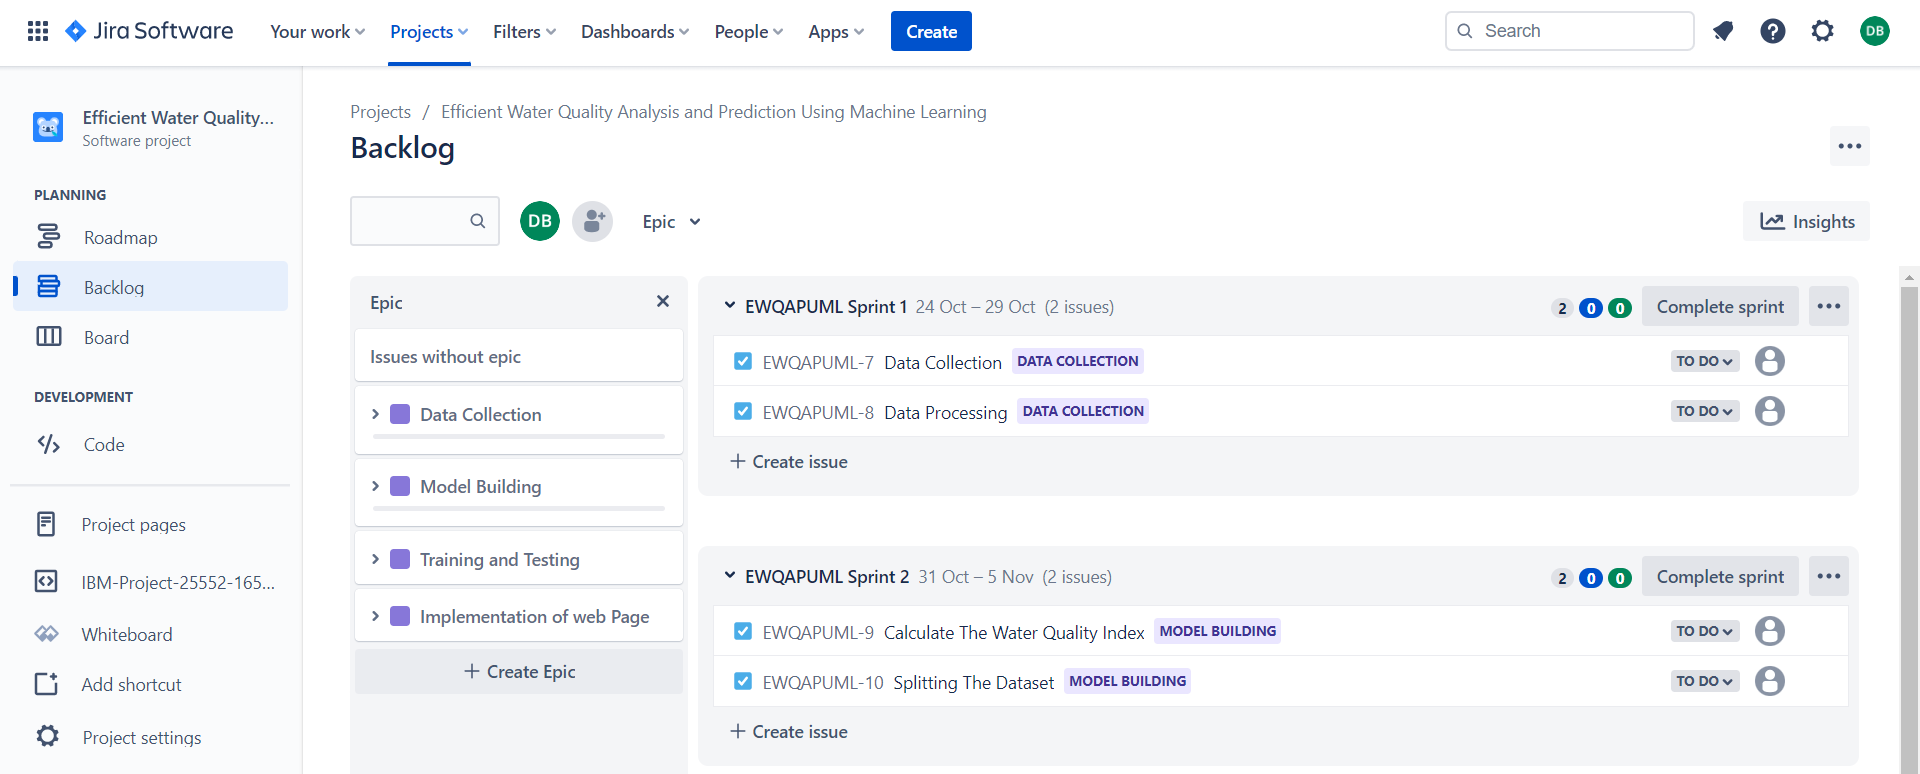 Jira Software Your work Projects Filters Dashboards People Apps Create Search DB
Efficient Water Quality...
Software project
PLANNING
Roadmap
Backlog
Board
DEVELOPMENT
Code
Project pages
IBM-Project-25552-165...
Whiteboard
Add shortcut
Project settings
Projects / Efficient Water Quality Analysis and Prediction Using Machine Learning
Backlog
DB Epic Insights
Epic
Issues without epic
Data Collection
Model Building
Training and Testing
Implementation of web Page
+ Create Epic
EWQAPUML Sprint 1 24 Oct – 29 Oct (2 issues) 2 0 0 Complete sprint
EWQAPUML-7 Data Collection DATA COLLECTION TO DO
EWQAPUML-8 Data Processing DATA COLLECTION TO DO
+ Create issue
EWQAPUML Sprint 2 31 Oct – 5 Nov (2 issues) 2 0 0 Complete sprint
EWQAPUML-9 Calculate The Water Quality Index MODEL BUILDING TO DO
EWQAPUML-10 Splitting The Dataset MODEL BUILDING TO DO
+ Create issue